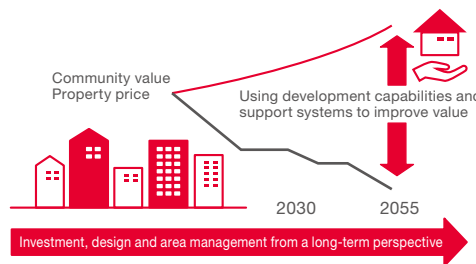 Community value
Property price
Using development capabilities and
support systems to improve value
2030
2055
Investment, design and area management from a long-term perspective